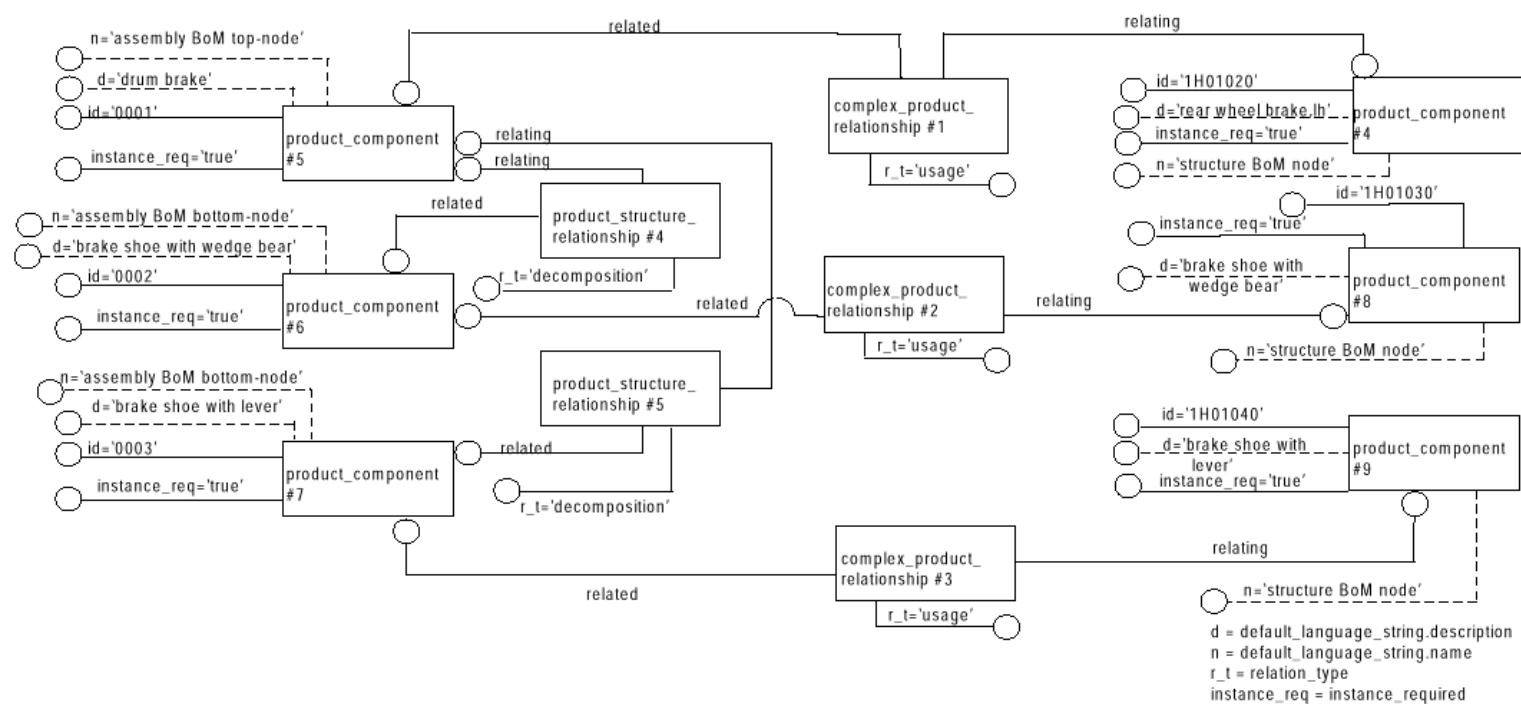 related
relating
n='assembly BoM top-node'
d='drum brake'
id='0001'
instance_req='true'
product_component
#5
relating
relating
complex_product_
relationship #1
r_t='usage'
id='1H01020'
d='rear wheel brake.lh'
instance_req='true'
n='structure BoM node'
product_component
#4
n='assembly BoM bottom-node'
d='brake shoe with wedge bear'
id='0002'
instance_req='true'
product_component
#6
related
product_structure_
relationship #4
r_t='decomposition'
related
complex_product_
relationship #2
r_t='usage'
relating
id='1H01030'
instance_req='true'
d='brake shoe with
wedge bear'
product_component
#8
n='structure BoM node'
n='assembly BoM bottom-node'
d='brake shoe with lever'
id='0003'
instance_req='true'
product_component
#7
product_structure_
relationship #5
related
r_t='decomposition'
id='1H01040'
d='brake shoe with
lever'
instance_req='true'
product_component
#9
related
complex_product_
relationship #3
r_t='usage'
relating
n='structure BoM node'
d = default_language_string.description
n = default_language_string.name
r_t = relation_type
instance_req = instance_required